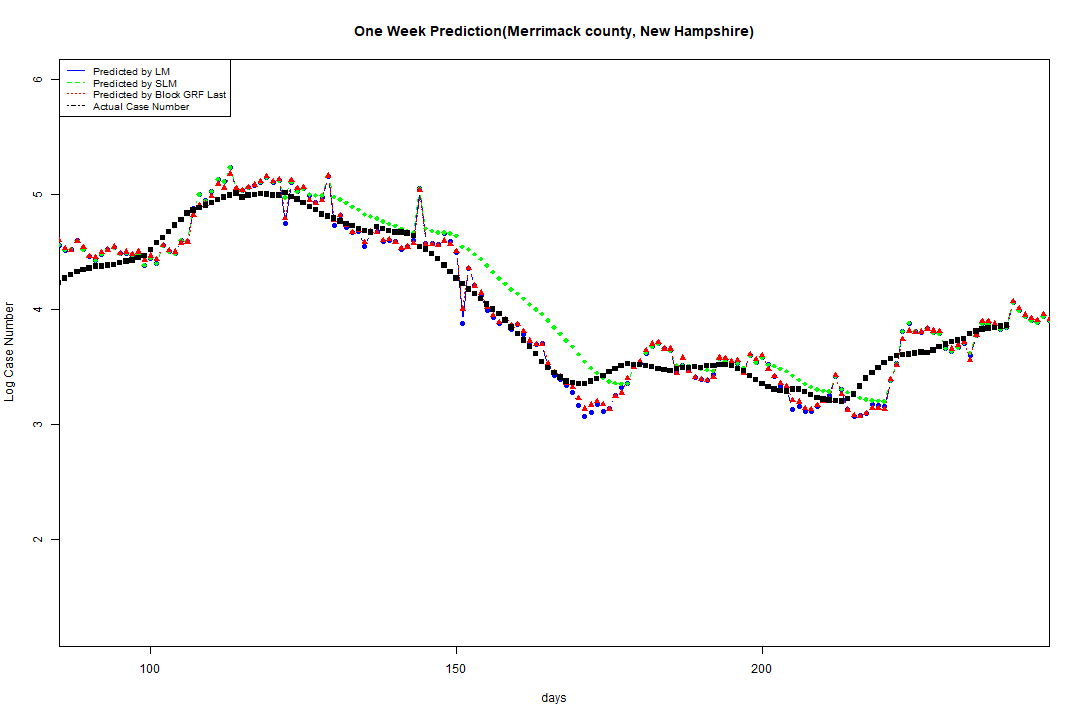 One Week Prediction(Merrimack county, New Hampshire)
Predicted by LM
Predicted by SLM
Predicted by Block GRF Last
Actual Case Number
Log Case Number
6
5
4
3
2
100 150 200
days